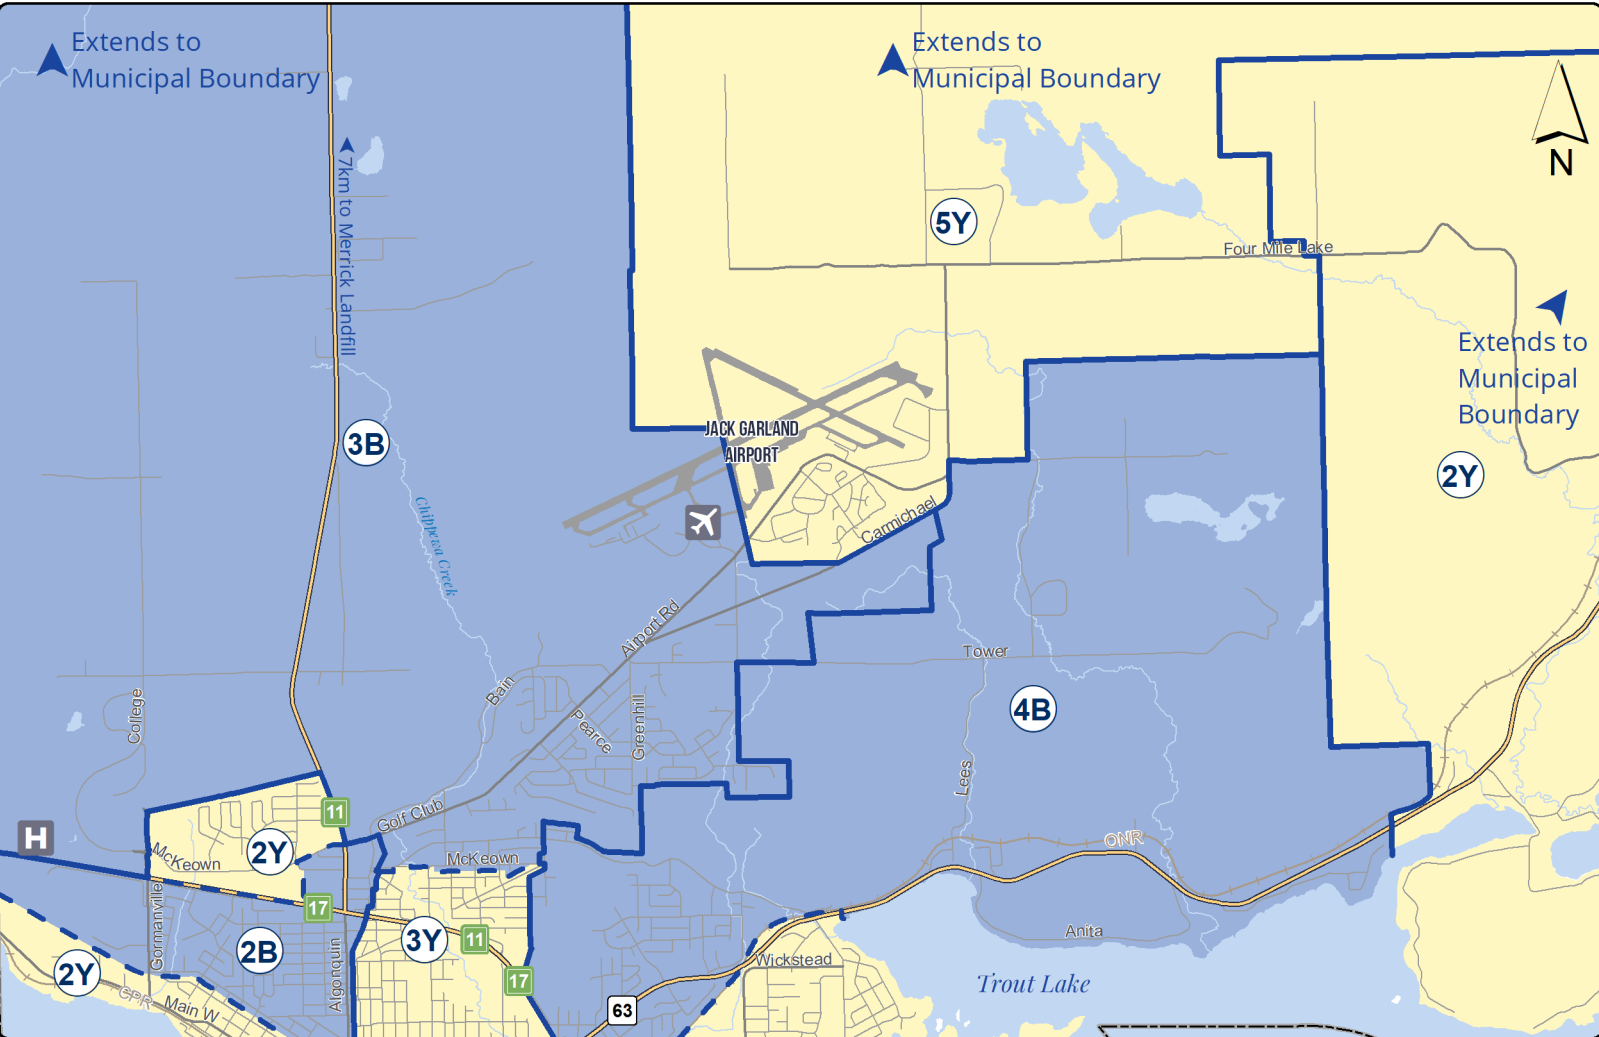 Extends to
Municipal Boundary
Extends to
Municipal Boundary
N
7km to Merrick Landfill
5Y
Four Mile Lake
Extends to
Municipal
Boundary
JACK GARLAND
AIRPORT
3B
2Y
Chippewa Creek
Carmichael
Airport Rd
Tower
College
Bain
Pearce
Greenhill
4B
Lees
11
Golf Club
H
McKeown
2Y
McKeown
ONR
17
Gormanville
2B
Algonquin
3Y
11
17
Anita
Wickstead
2Y
CPR
Main W
63
Trout Lake